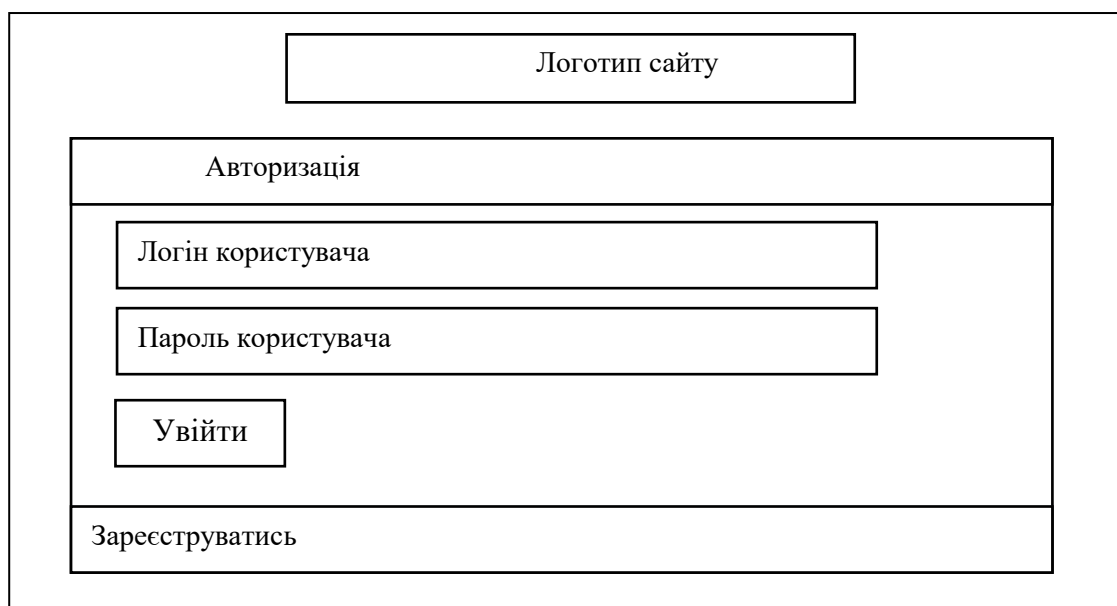 Логотип сайту
Авторизація
Логін користувача
Пароль користувача
Увійти
Зареєструватись